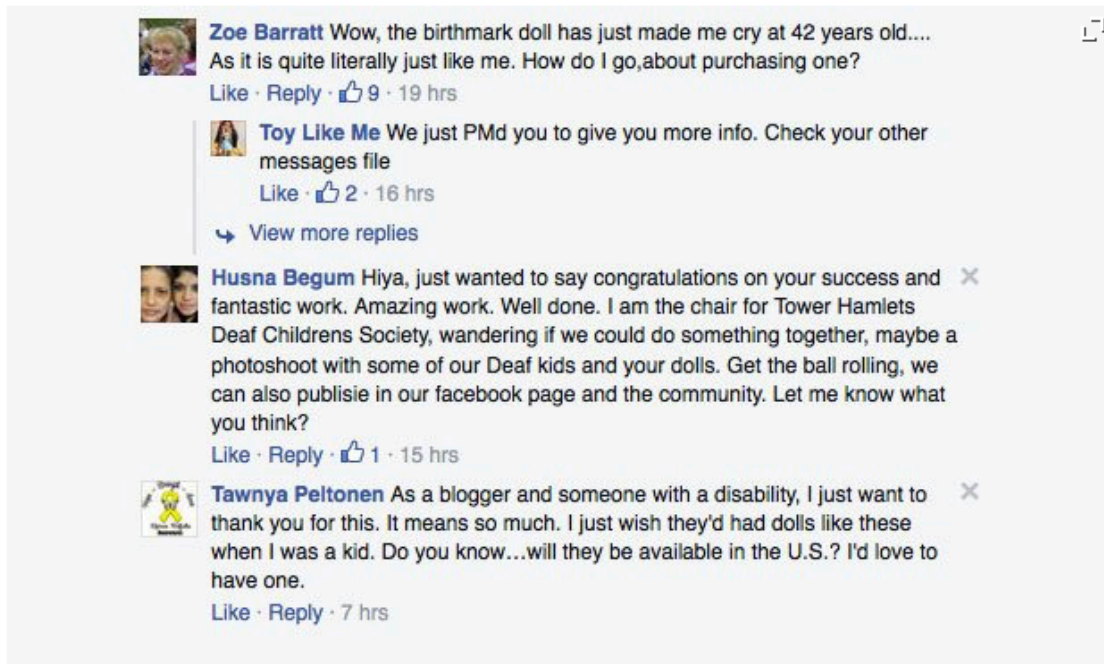 Zoe Barratt Wow, the birthmark doll has just made me cry at 42 years old....
As it is quite literally just like me. How do I go,about purchasing one?
Like · Reply · 9 · 19 hrs
Toy Like Me We just PMd you to give you more info. Check your other
messages file
Like · 2 · 16 hrs
View more replies
Husna Begum Hiya, just wanted to say congratulations on your success and
fantastic work. Amazing work. Well done. I am the chair for Tower Hamlets
Deaf Childrens Society, wandering if we could do something together, maybe a
photoshoot with some of our Deaf kids and your dolls. Get the ball rolling, we
can also publisie in our facebook page and the community. Let me know what
you think?
Like · Reply · 1 · 15 hrs
Tawnya Peltonen As a blogger and someone with a disability, I just want to
thank you for this. It means so much. I just wish they'd had dolls like these
when I was a kid. Do you know...will they be available in the U.S.? I'd love to
have one.
Like · Reply · 7 hrs